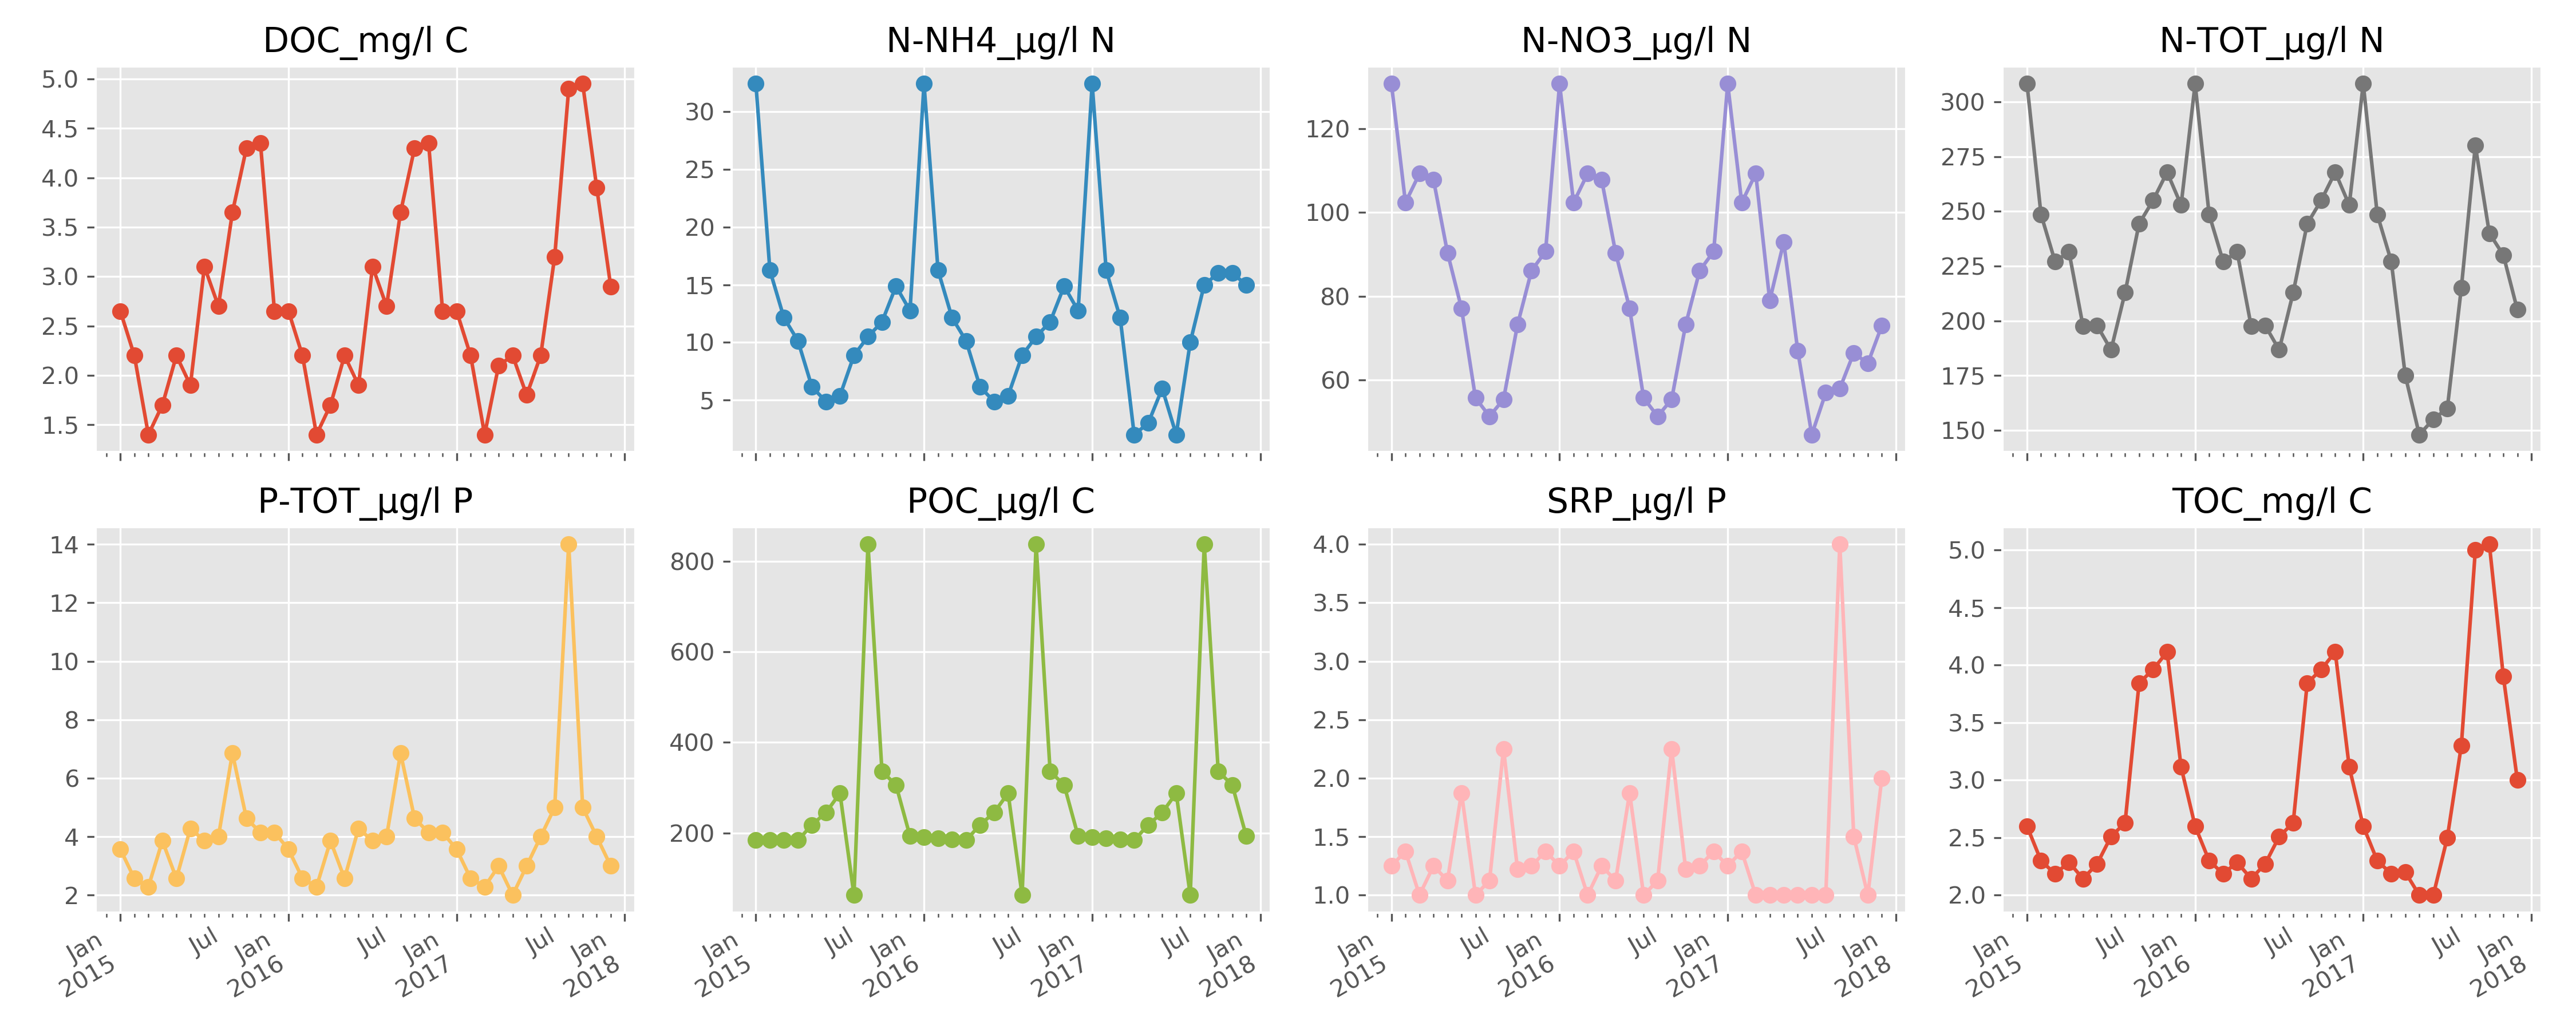 DOC_mg/l C
N-NH4_µg/l N
N-NO3_µg/l N
N-TOT_µg/l N
5.0
4.5
4.0
3.5
3.0
2.5
2.0
1.5
30
25
20
15
10
5
120
100
80
60
300
275
250
225
200
175
150
P-TOT_µg/l P
POC_µg/l C
SRP_µg/l P
TOC_mg/l C
14
12
10
8
6
4
2
800
600
400
200
4.0
3.5
3.0
2.5
2.0
1.5
1.0
5.0
4.5
4.0
3.5
3.0
2.5
2.0
Jan
2015
Jul
Jan
2016
Jul
Jan
2017
Jul
Jan
2018
Jan
2015
Jul
Jan
2016
Jul
Jan
2017
Jul
Jan
2018
Jan
2015
Jul
Jan
2016
Jul
Jan
2017
Jul
Jan
2018
Jan
2015
Jul
Jan
2016
Jul
Jan
2017
Jul
Jan
2018